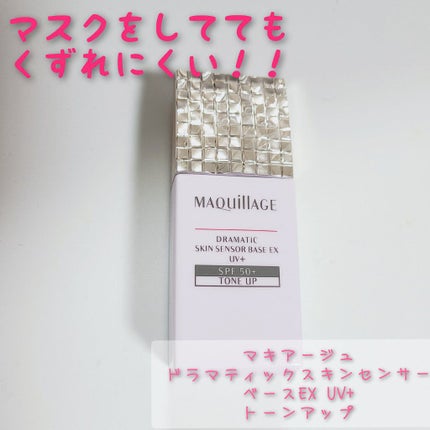 マスクをしてても
くずれにくい！！
MAQuillAGE
DRAMATIC
SKIN SENSOR BASE EX
UV+
SPF 50+
TONE UP
マキアージュ
ドラマティックスキンセンサー
ベースEX UV+
トーンアップ